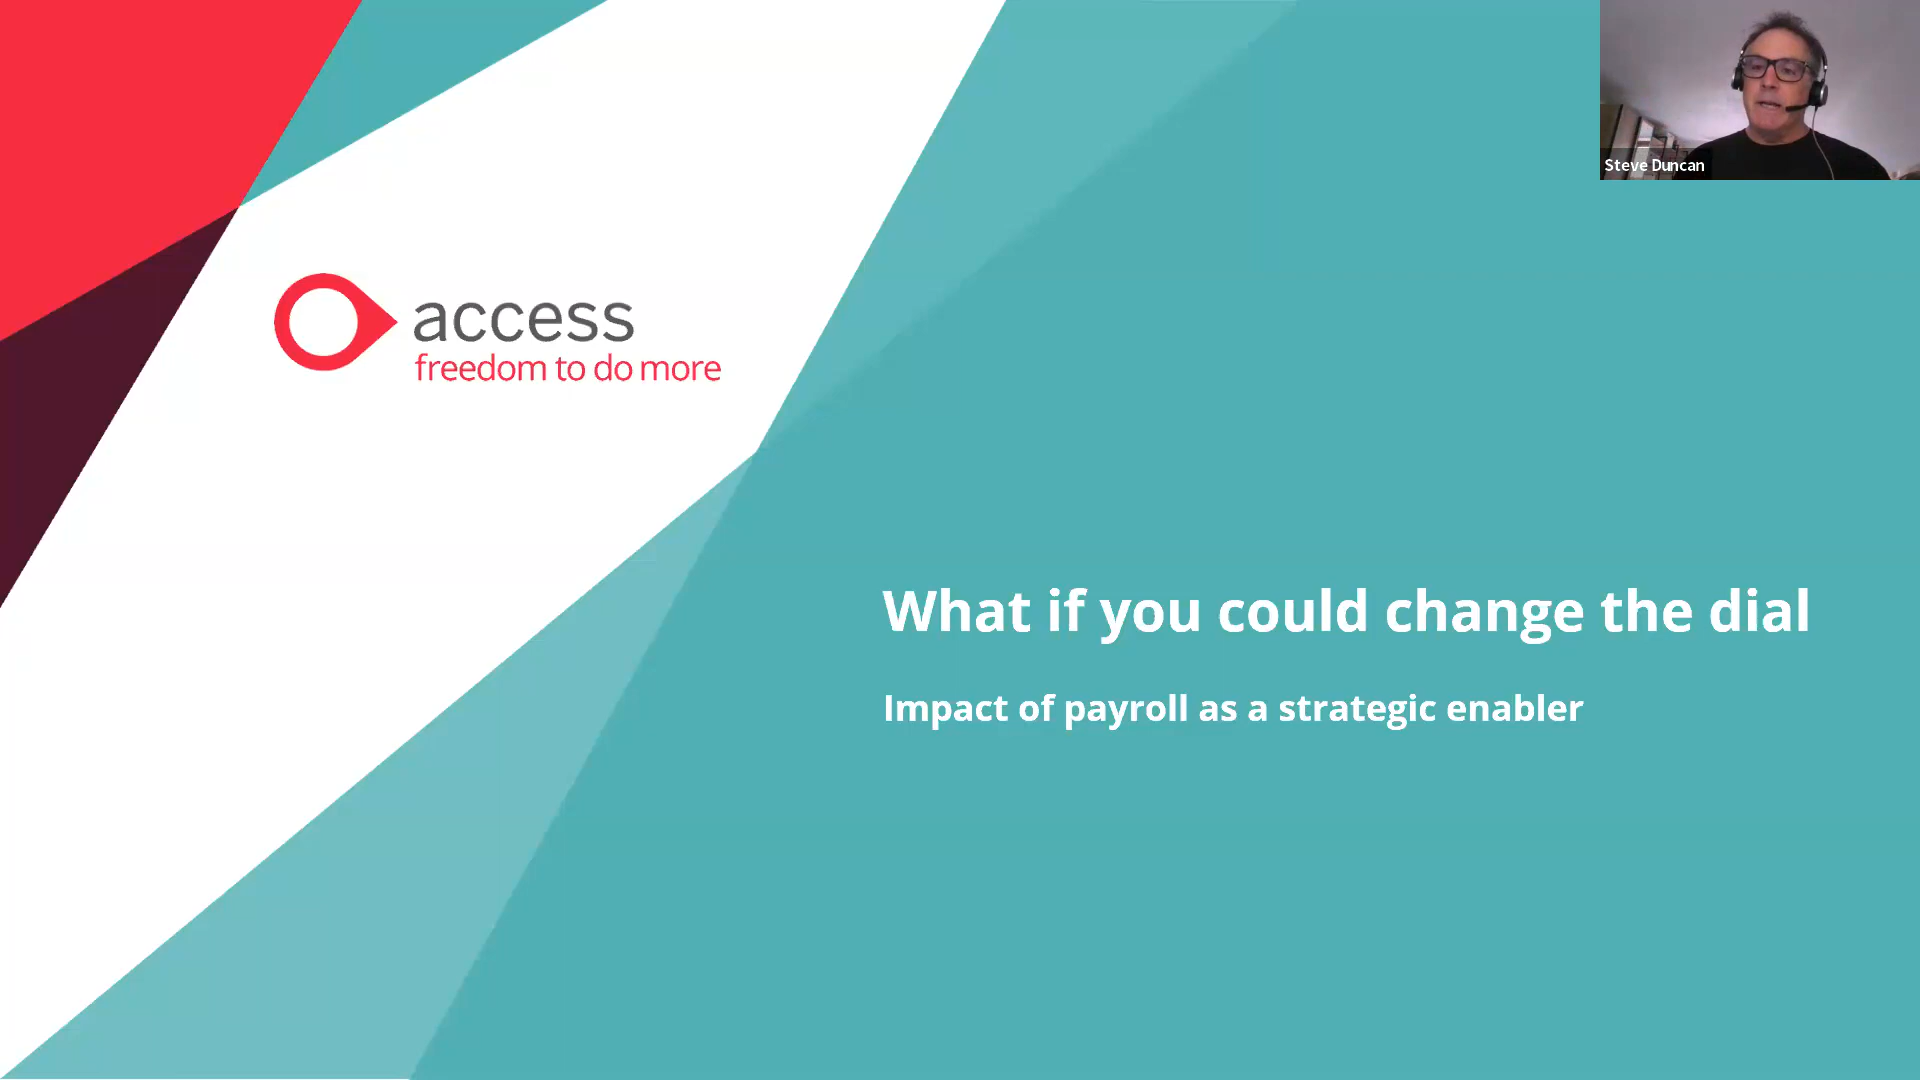 Steve Duncan
access
freedom to do more
What if you could change the dial
Impact of payroll as a strategic enabler